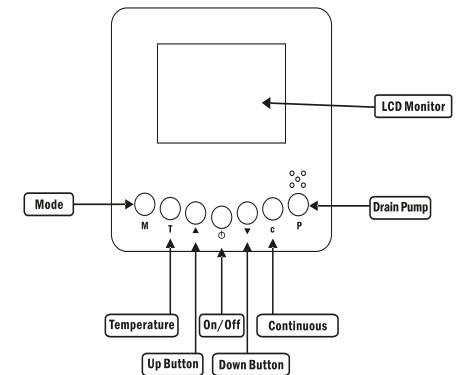 LCD Monitor
Mode
Drain Pump
M
T
c
P
Temperature
On/Off
Continuous
Up Button
Down Button